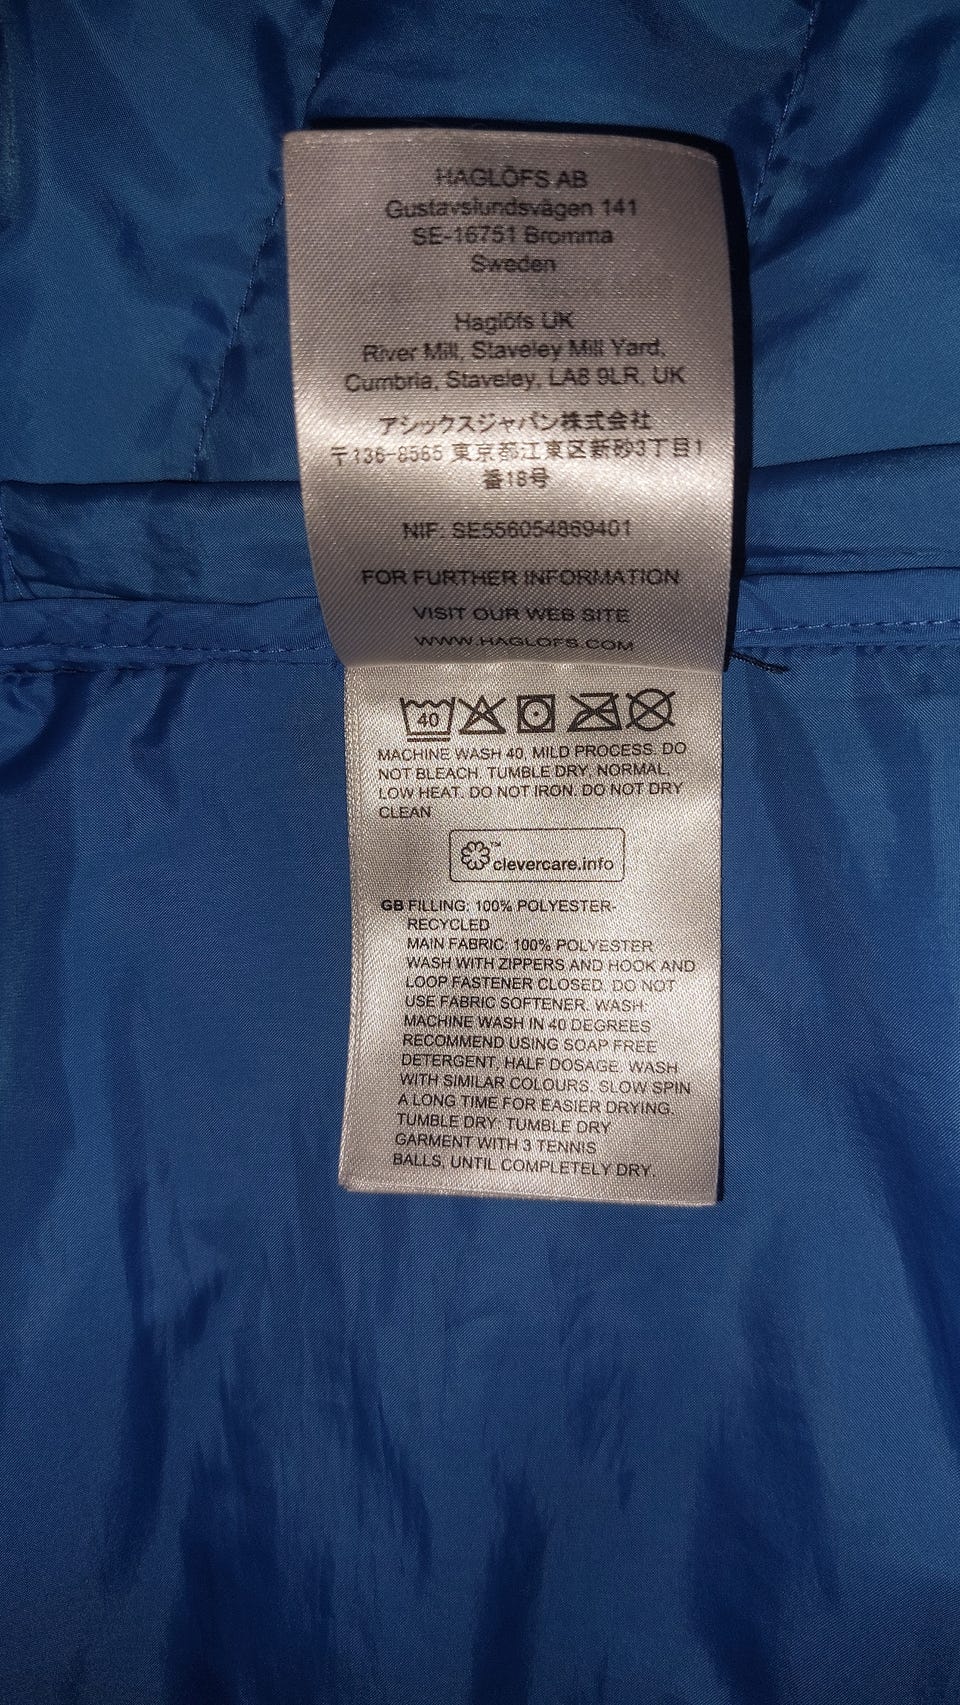 HAGLÖFS AB
Gustavslundsvägen 141
SE-16751 Bromma
Sweden
Haglöfs UK
River Mill, Staveley Mill Yard,
Cumbria, Staveley, LA8 9LR, UK
アシックスジャパン株式会社
〒136-8565 東京都江東区新砂3丁目1
番18号
NIF: SE556054869401
FOR FURTHER INFORMATION
VISIT OUR WEB SITE
WWW.HAGLOFS.COM
40
MACHINE WASH 40, MILD PROCESS. DO
NOT BLEACH. TUMBLE DRY, NORMAL,
LOW HEAT. DO NOT IRON. DO NOT DRY
CLEAN
™ clevercare.info
GB FILLING: 100% POLYESTER-
RECYCLED
MAIN FABRIC: 100% POLYESTER
WASH WITH ZIPPERS AND HOOK AND
LOOP FASTENER CLOSED. DO NOT
USE FABRIC SOFTENER. WASH:
MACHINE WASH IN 40 DEGREES
RECOMMEND USING SOAP FREE
DETERGENT, HALF DOSAGE. WASH
WITH SIMILAR COLOURS. SLOW SPIN
A LONG TIME FOR EASIER DRYING.
TUMBLE DRY: TUMBLE DRY
GARMENT WITH 3 TENNIS
BALLS, UNTIL COMPLETELY DRY.